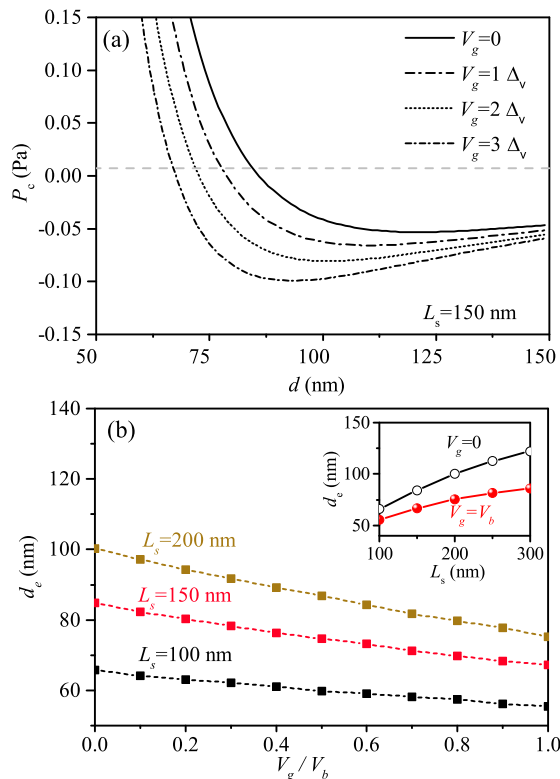 (a)
V_g=0
V_g=1 Δ_v
V_g=2 Δ_v
V_g=3 Δ_v
0.15
0.10
0.05
0.00
-0.05
-0.10
-0.15
P_c (Pa)
L_s=150 nm
50 75 100 125 150
d (nm)
(b)
140
120
100
80
60
d_e (nm)
L_s=200 nm
L_s=150 nm
L_s=100 nm
0.0 0.2 0.4 0.6 0.8 1.0
V_g / V_b
150
100
50
d_e (nm)
V_g=0
V_g=V_b
100 200 300
L_s (nm)